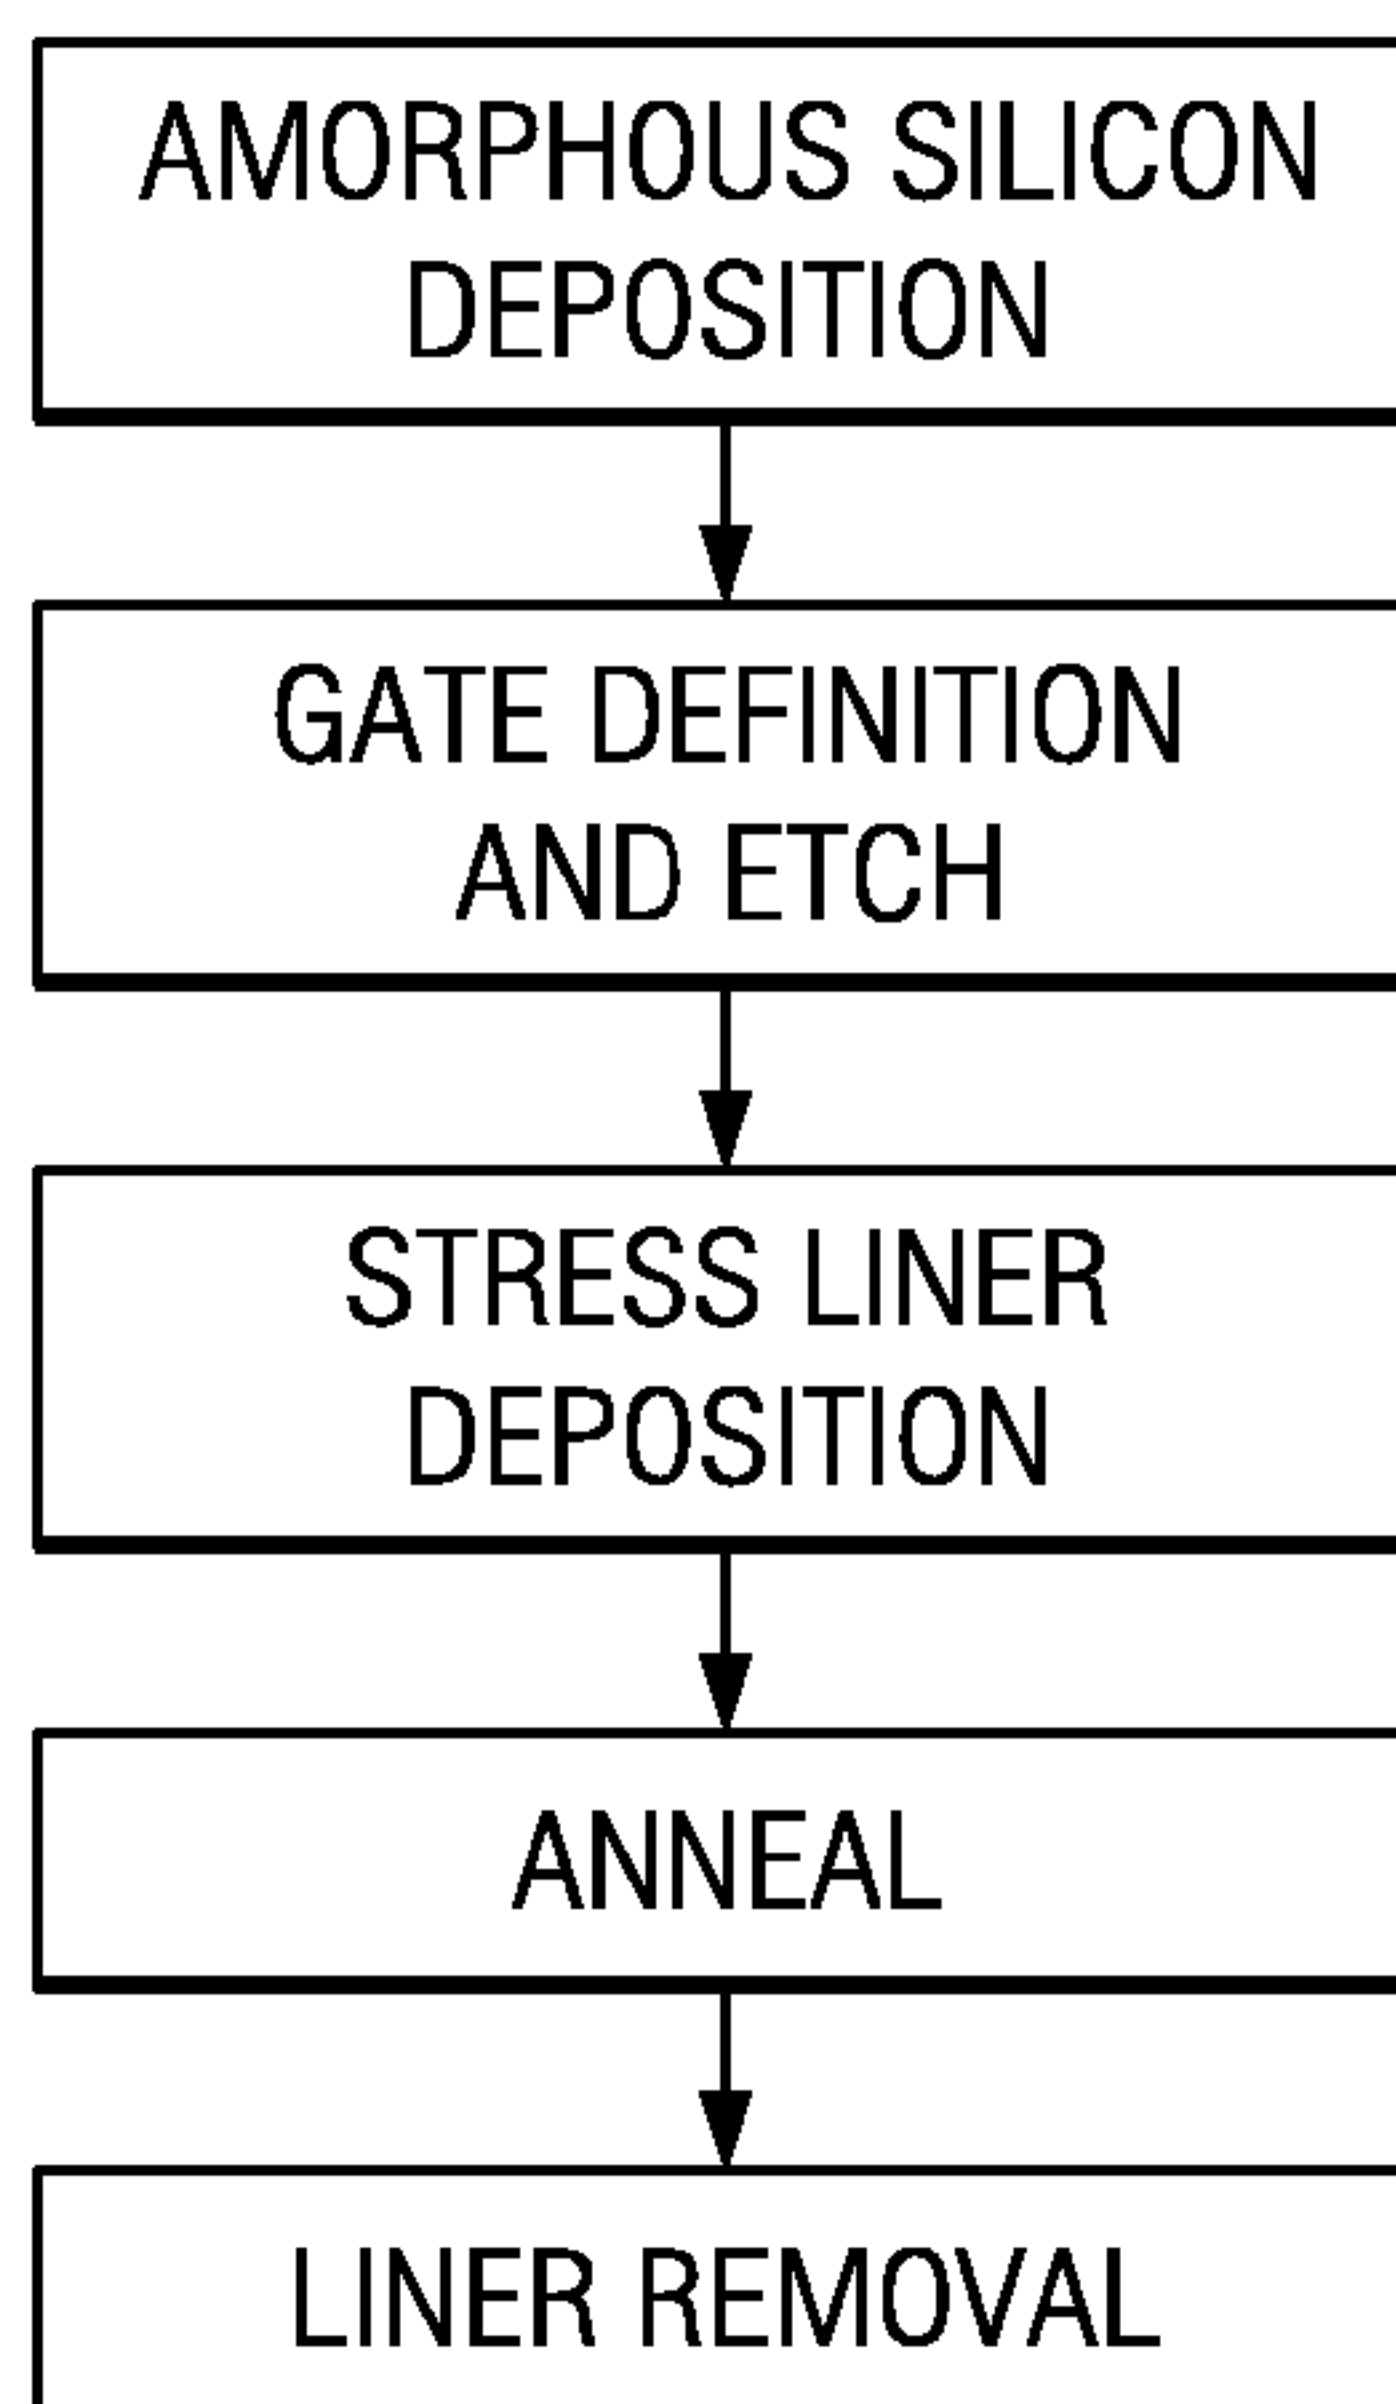 AMORPHOUS SILICON
DEPOSITION
GATE DEFINITION
AND ETCH
STRESS LINER
DEPOSITION
ANNEAL
LINER REMOVAL